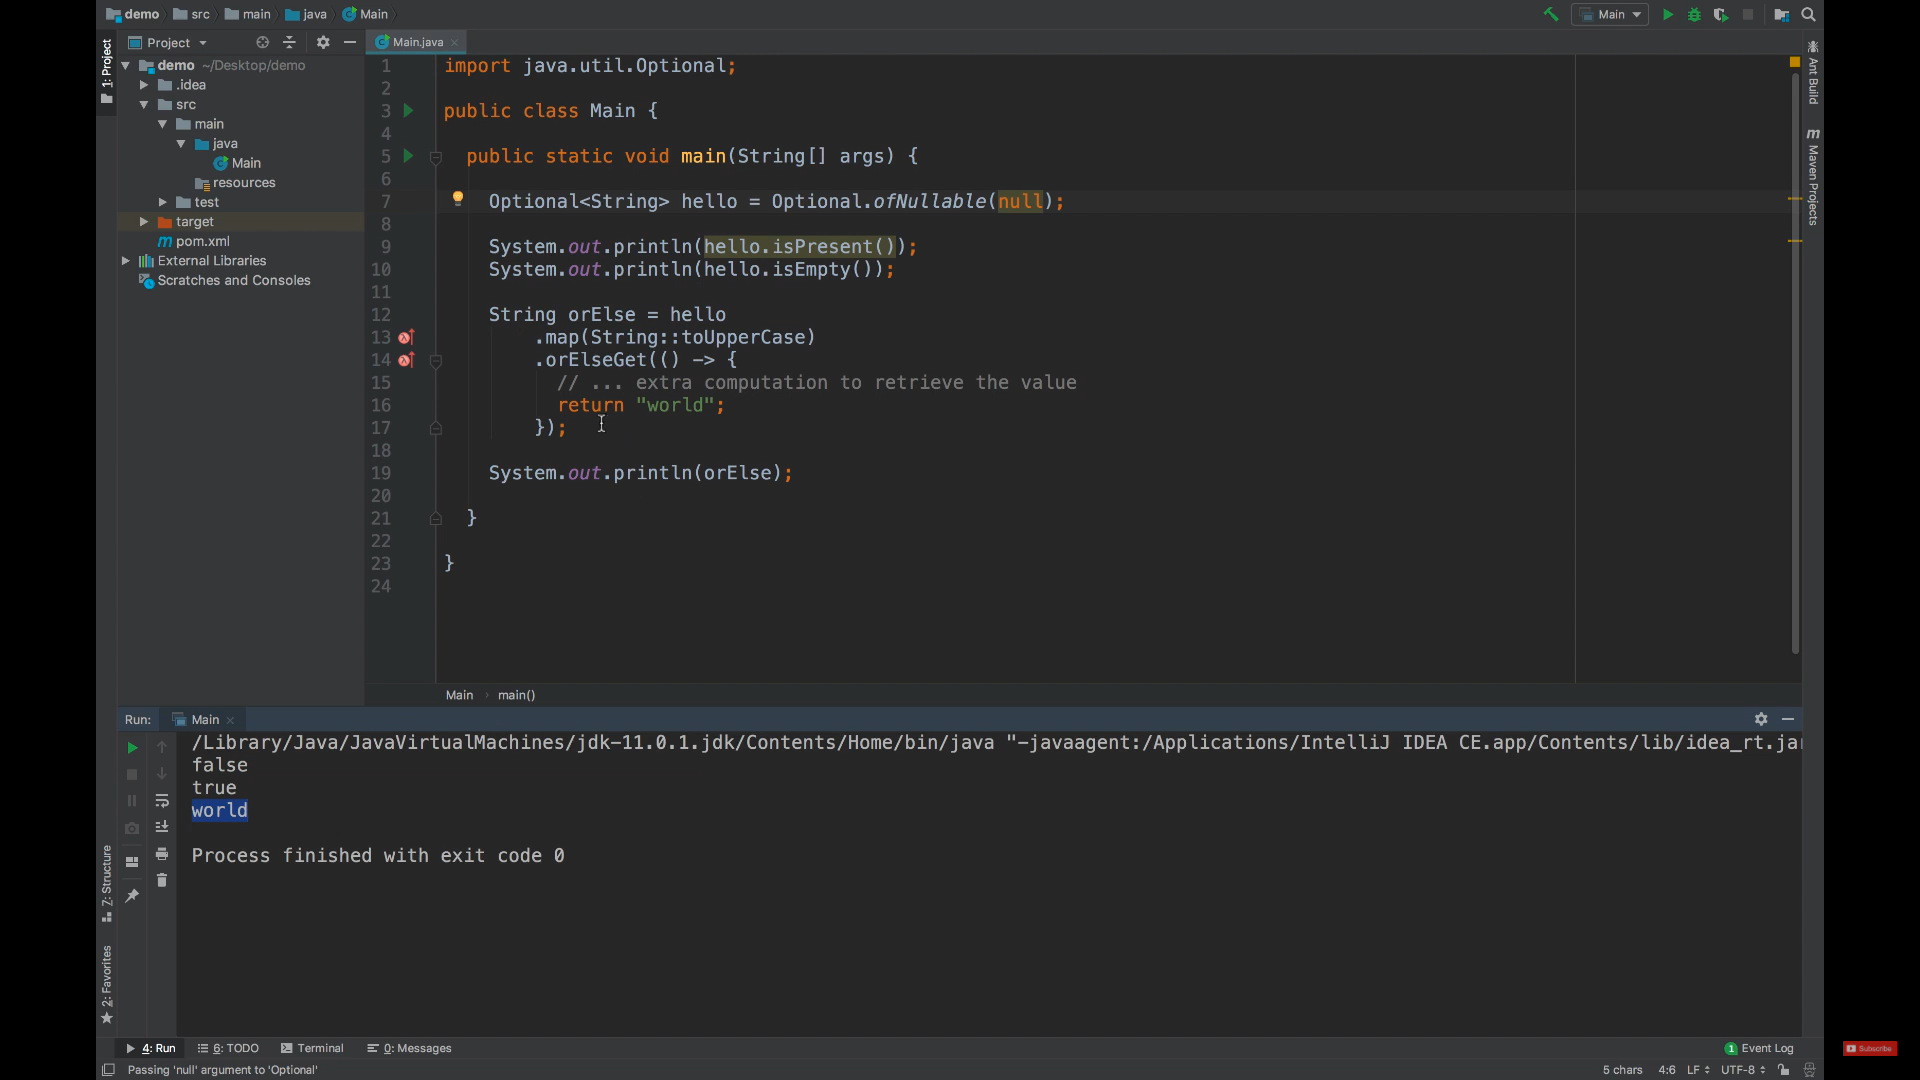 demo src main java Main
Main
1: Project
Project
Main.java
demo ~/Desktop/demo
.idea
src
main
java
Main
resources
test
target
m pom.xml
External Libraries
Scratches and Consoles
1 import java.util.Optional;
2
3 public class Main {
4
5 public static void main(String[] args) {
6
7 Optional<String> hello = Optional.ofNullable(null);
8
9 System.out.println(hello.isPresent());
10 System.out.println(hello.isEmpty());
11
12 String orElse = hello
13 .map(String::toUpperCase)
14 .orElseGet(() -> {
15 // ... extra computation to retrieve the value
16 return "world";
17 });
18
19 System.out.println(orElse);
20
21 }
22
23 }
24
Ant Build
m Maven Projects
Main main()
Run: Main
/Library/Java/JavaVirtualMachines/jdk-11.0.1.jdk/Contents/Home/bin/java "-javaagent:/Applications/IntelliJ IDEA CE.app/Contents/lib/idea_rt.jar
false
true
world
Process finished with exit code 0
Z: Structure
2: Favorites
4: Run 6: TODO Terminal 0: Messages
1 Event Log
Subscribe
Passing 'null' argument to 'Optional'
5 chars 4:6 LF UTF-8